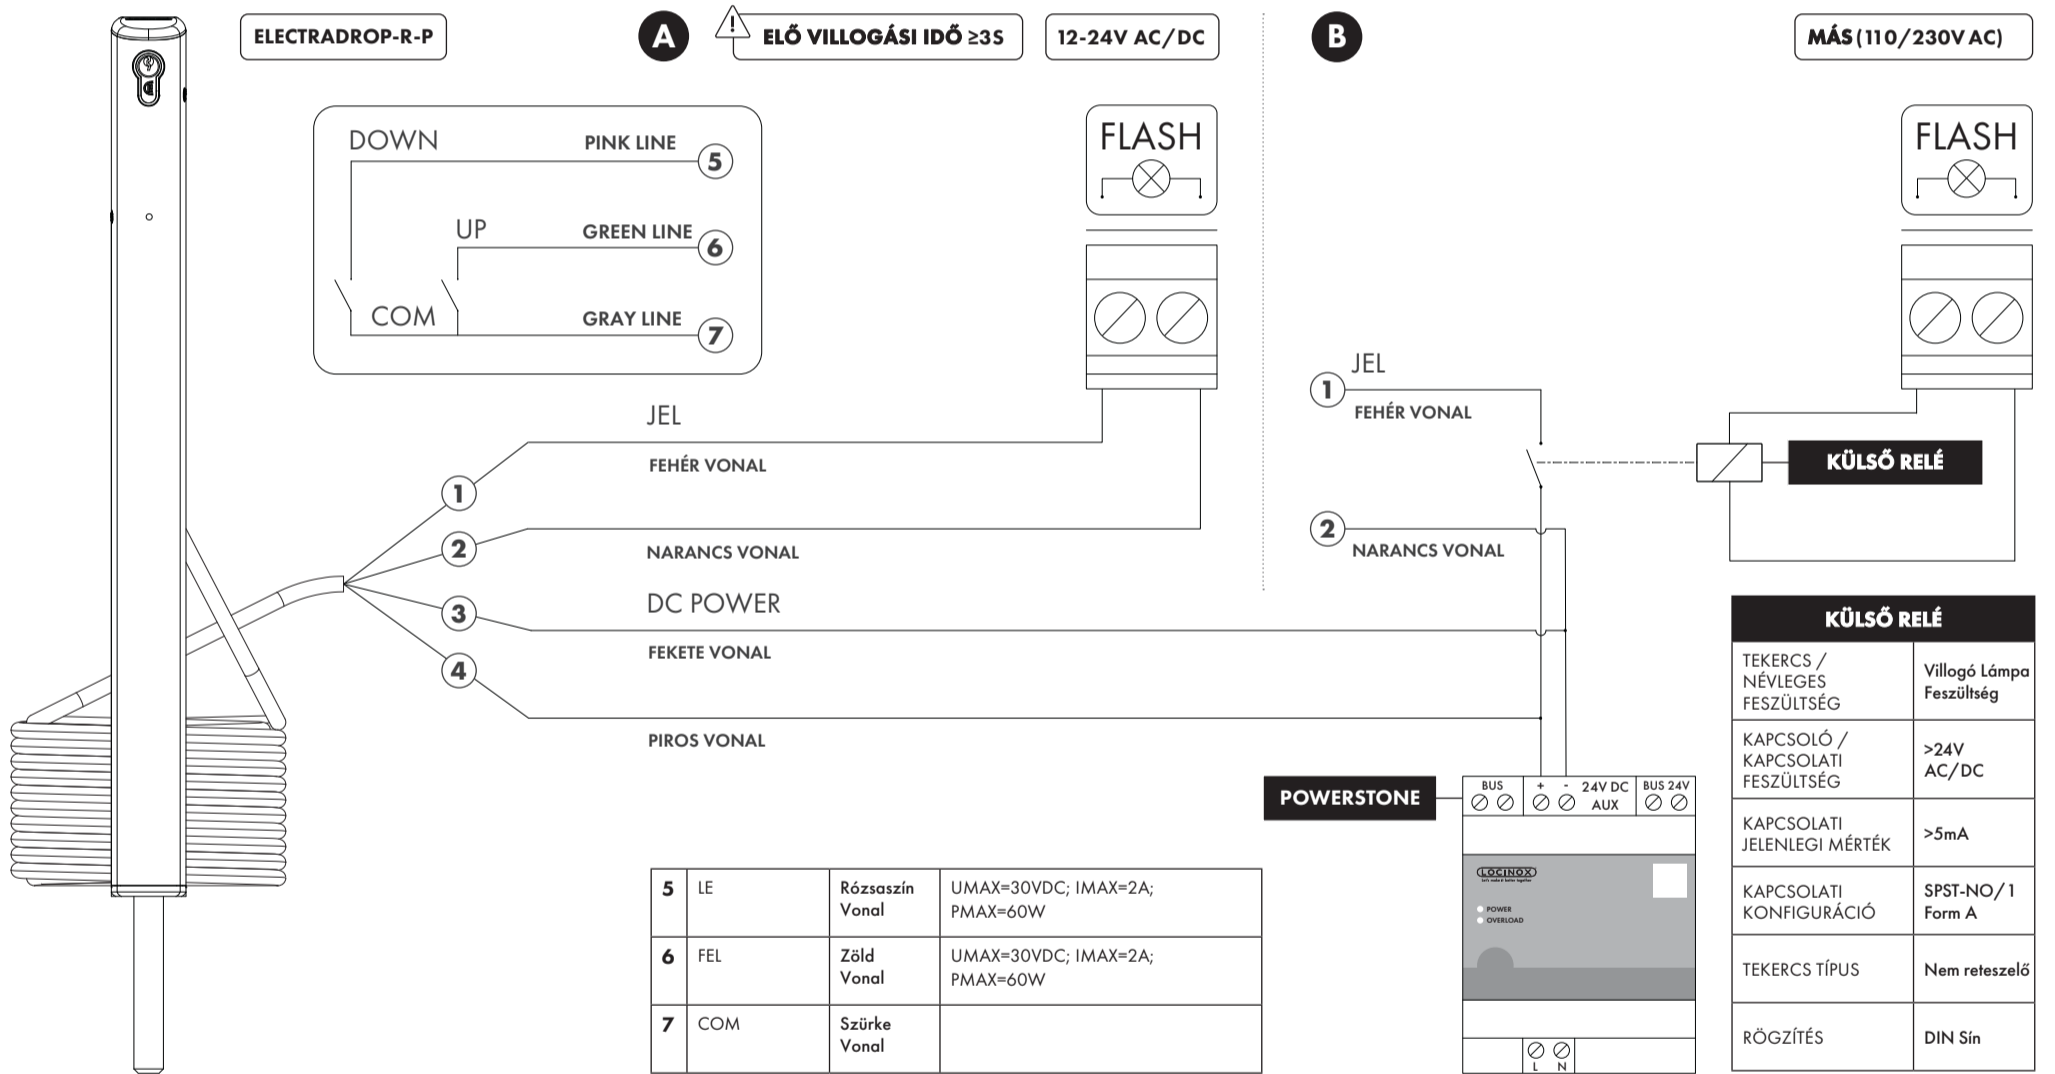 ELECTRADROP-R-P
A
! ELŐ VILLOGÁSI IDŐ ≥3S
12-24V AC/DC
B
MÁS (110/230V AC)
DOWN
PINK LINE
5
UP
GREEN LINE
6
COM
GRAY LINE
7
FLASH
FLASH
JEL
FEHÉR VONAL
1
2
NARANCS VONAL
DC POWER
3
FEKETE VONAL
4
PIROS VONAL
JEL
1
FEHÉR VONAL
KÜLSŐ RELÉ
2
NARANCS VONAL
POWERSTONE
BUS
+ - 24V DC
AUX
BUS 24V
LOCINOX
Let's make it better together
POWER
OVERLOAD
L N
5 LE Rózsaszín UMAX=30VDC; IMAX=2A;
Vonal PMAX=60W
6 FEL Zöld UMAX=30VDC; IMAX=2A;
Vonal PMAX=60W
7 COM Szürke
Vonal
KÜLSŐ RELÉ
TEKERCS /
NÉVLEGES
FESZÜLTSÉG
Villogó Lámpa
Feszültség
KAPCSOLÓ /
KAPCSOLATI
FESZÜLTSÉG
>24V
AC/DC
KAPCSOLATI
JELENLEGI MÉRTÉK
>5mA
KAPCSOLATI
KONFIGURÁCIÓ
SPST-NO/1
Form A
TEKERCS TÍPUS
Nem reteszelő
RÖGZÍTÉS
DIN Sín